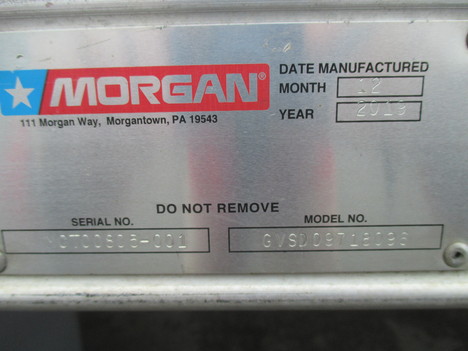 MORGAN®
111 Morgan Way, Morgantown, PA 19543
DATE MANUFACTURED
MONTH 12
YEAR
DO NOT REMOVE
SERIAL NO.
MODEL NO.